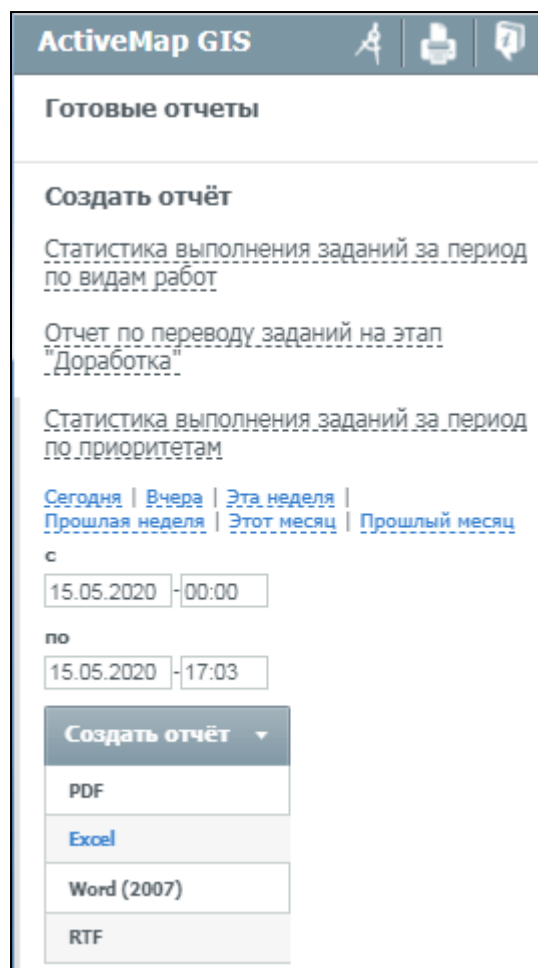 ActiveMap GIS
Готовые отчеты
Создать отчёт
Статистика выполнения заданий за период
по видам работ
Отчет по переводу заданий на этап
"Доработка"
Статистика выполнения заданий за период
по приоритетам
Сегодня | Вчера | Эта неделя |
Прошлая неделя | Этот месяц | Прошлый месяц
с
15.05.2020 - 00:00
по
15.05.2020 - 17:03
Создать отчёт
PDF
Excel
Word (2007)
RTF